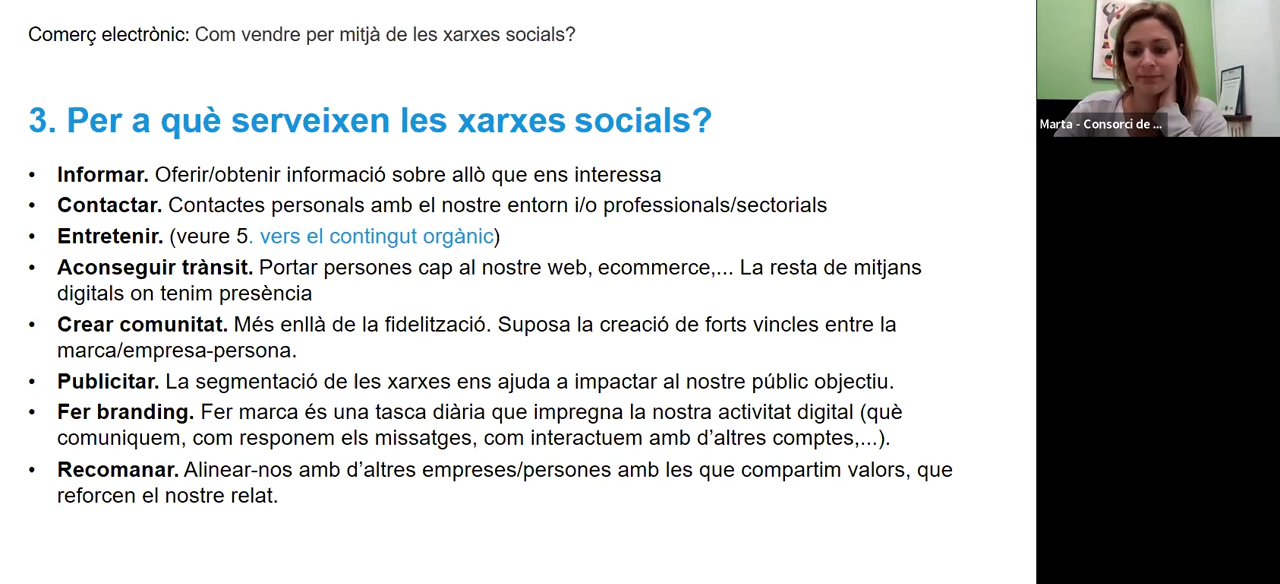 Comerç electrònic: Com vendre per mitjà de les xarxes socials?
3. Per a què serveixen les xarxes socials?
• Informar. Oferir/obtenir informació sobre allò que ens interessa
• Contactar. Contactes personals amb el nostre entorn i/o professionals/sectorials
• Entretenir. (veure 5. vers el contingut orgànic)
• Aconseguir trànsit. Portar persones cap al nostre web, ecommerce,... La resta de mitjans
digitals on tenim presència
• Crear comunitat. Més enllà de la fidelització. Suposa la creació de forts vincles entre la
marca/empresa-persona.
• Publicitar. La segmentació de les xarxes ens ajuda a impactar al nostre públic objectiu.
• Fer branding. Fer marca és una tasca diària que impregna la nostra activitat digital (què
comuniquem, com responem els missatges, com interactuem amb d’altres comptes,...).
• Recomanar. Alinear-nos amb d’altres empreses/persones amb les que compartim valors, que
reforcen el nostre relat.
Marta - Consorci de ...